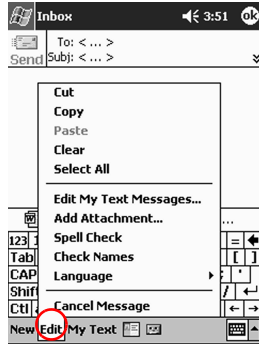 Inbox 3:51 ok
To: < ... >
Send Subj: < ... >
Cut
Copy
Paste
Clear
Select All
Edit My Text Messages...
Add Attachment...
Spell Check
Check Names
Language
Cancel Message
...
123 =
Tab [ ]
CAP ; '
Shift /
Ctl
New Edit My Text